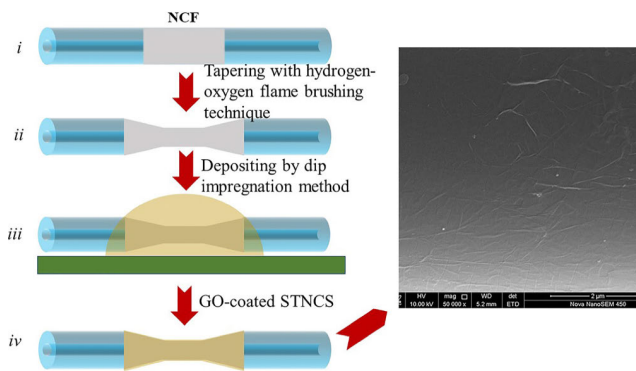 NCF
i
Tapering with hydrogen-
oxygen flame brushing
technique
ii
Depositing by dip
impregnation method
iii
GO-coated STNCS
iv
HV mag WD det 2 μm
10.00 kV 50 000 x 5.2 mm ETD Nova NanoSEM 450